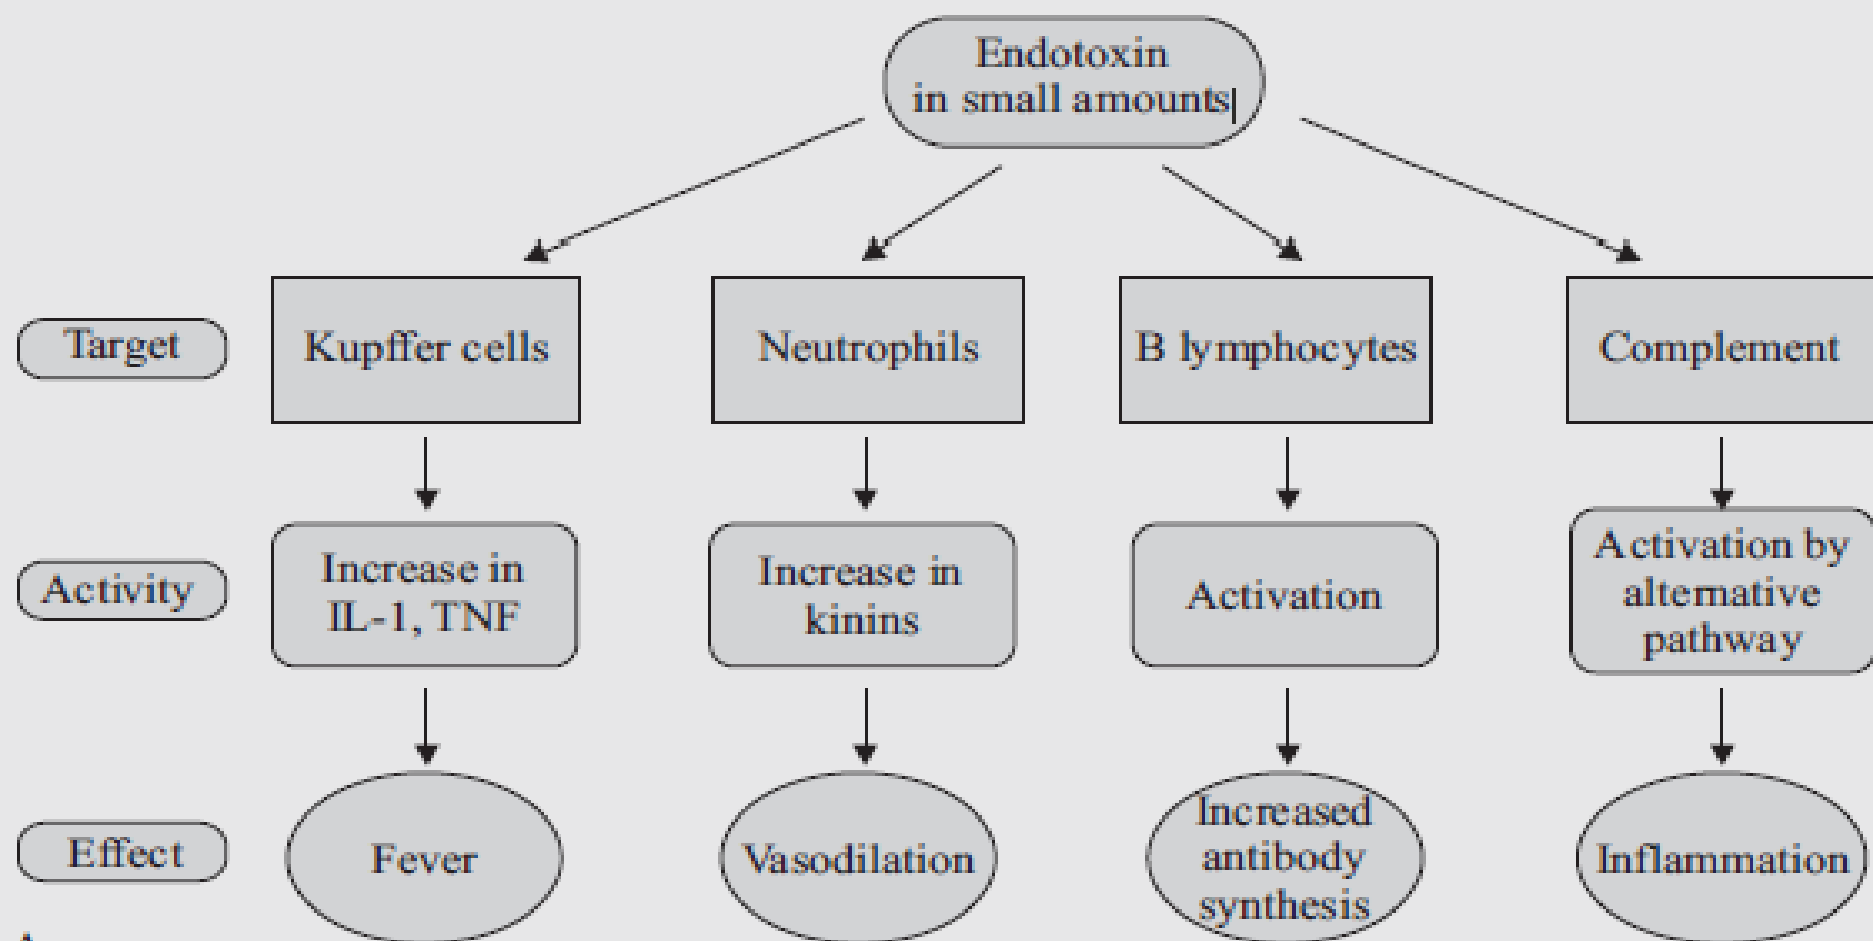 Endotoxin
in small amounts
Target
Kupffer cells
Neutrophils
B lymphocytes
Complement
Activity
Increase in
IL-1, TNF
Increase in
kinins
Activation
Activation by
alternative
pathway
Effect
Fever
Vasodilation
Increased
antibody
synthesis
Inflammation